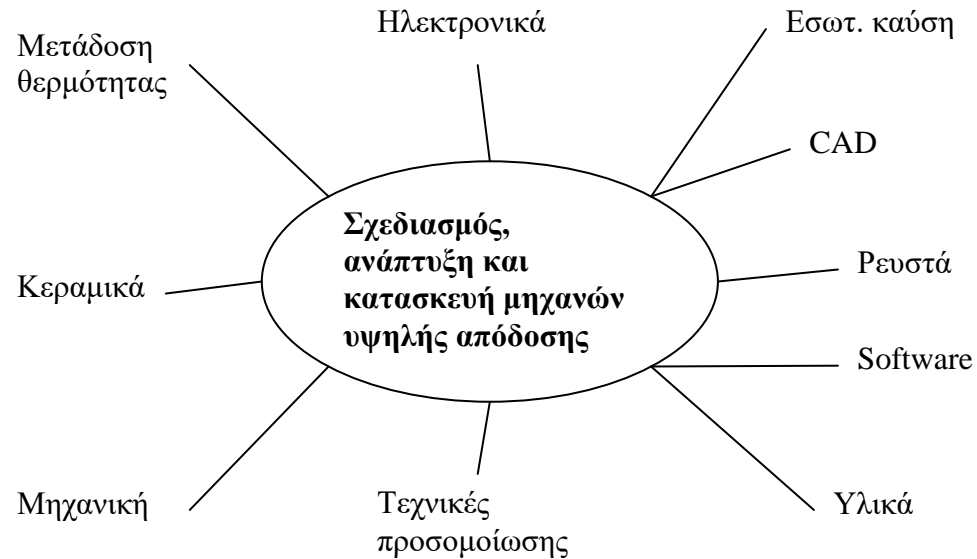 Ηλεκτρονικά
Εσωτ. καύση
Μετάδοση
θερμότητας
CAD
Σχεδιασμός,
ανάπτυξη και
κατασκευή μηχανών
υψηλής απόδοσης
Ρευστά
Κεραμικά
Software
Μηχανική
Τεχνικές
προσομοίωσης
Υλικά